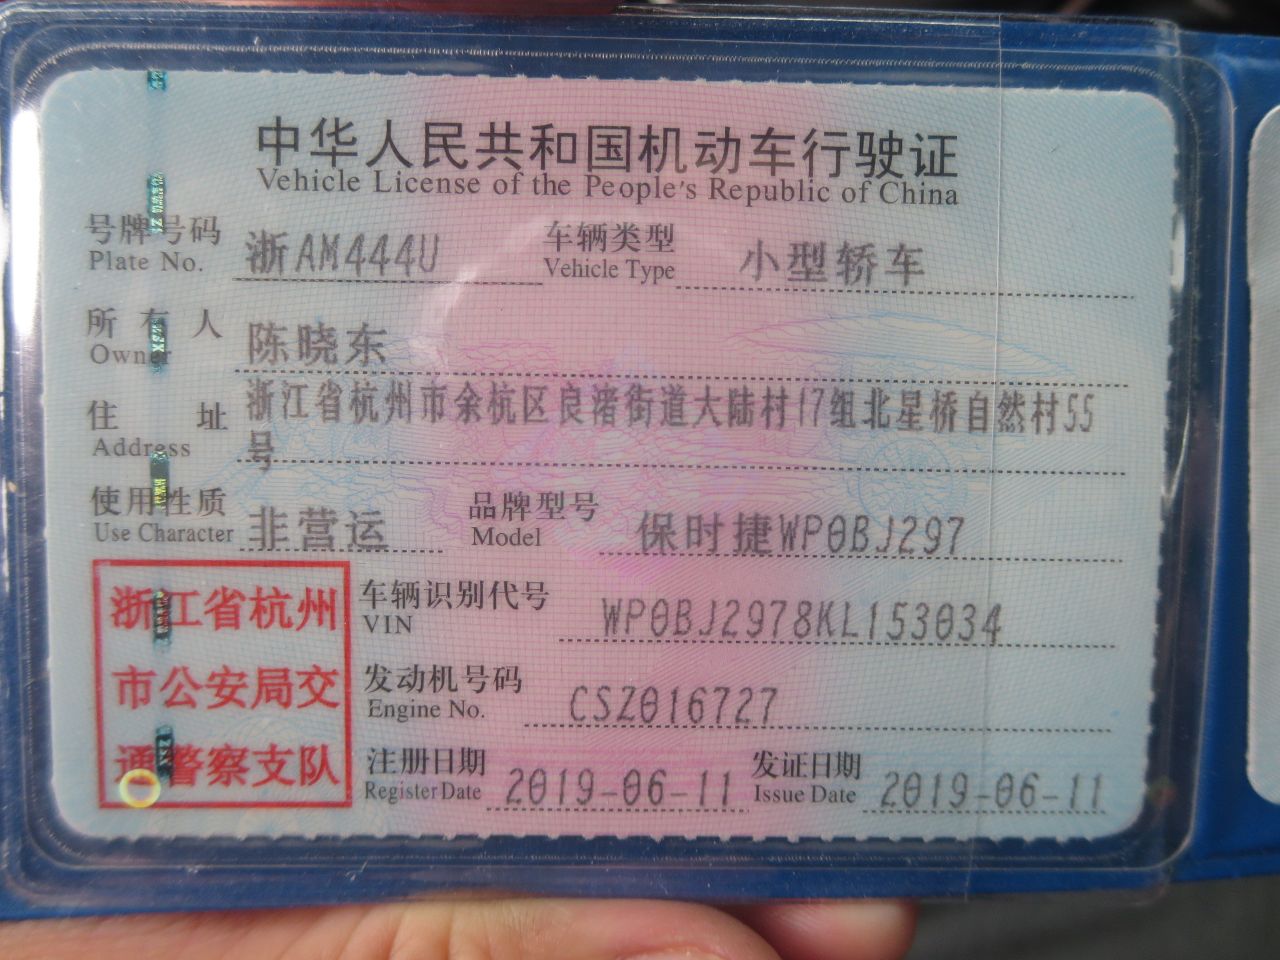 中华人民共和国机动车行驶证
Vehicle License of the People's Republic of China
号牌号码 浙AM444U 车辆类型 小型轿车
Plate No. Vehicle Type
所有人 陈晓东
Owner
住址 浙江省杭州市余杭区良渚街道大陆村17组北星桥自然村55
Address 号
使用性质 非营运 品牌型号 保时捷WP0BJ297
Use Character Model
浙江省杭州 车辆识别代号 WP0BJ2978KL153034
VIN
市公安局交 发动机号码 CSZ016727
Engine No.
通警察支队 注册日期 2019-06-11 发证日期 2019-06-11
Register Date Issue Date